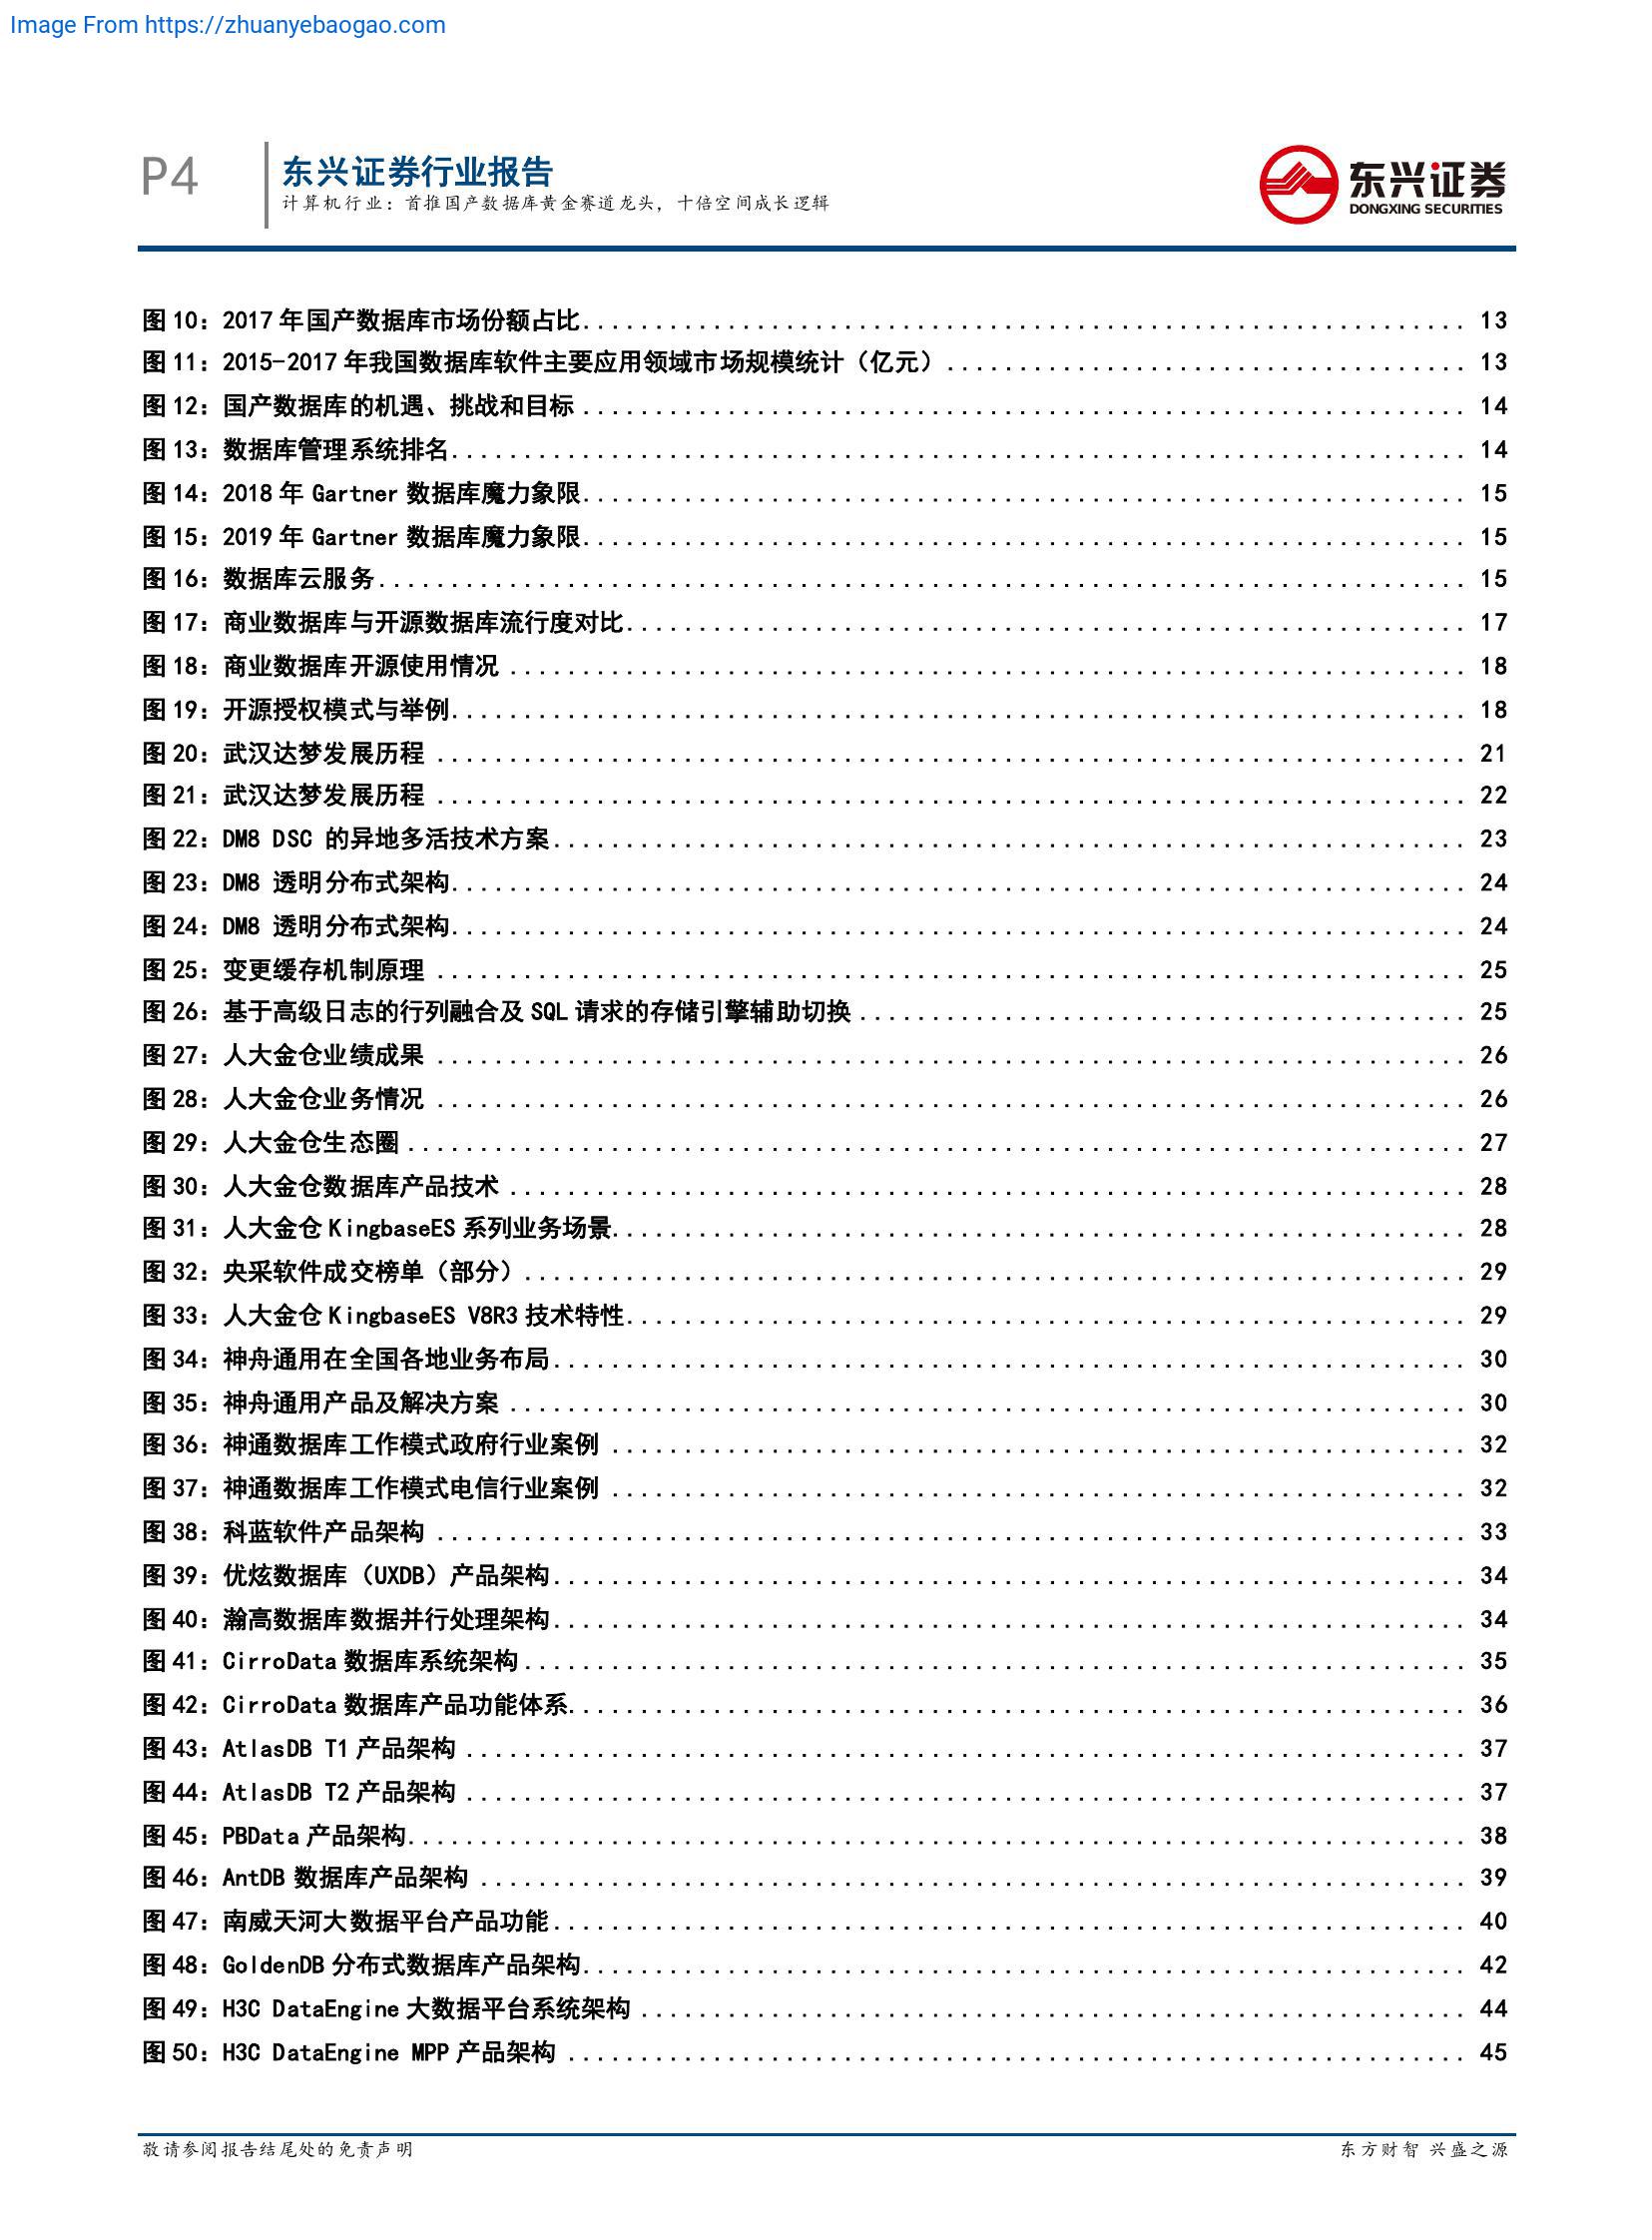 Image From https://zhuanyebaogao.com
P4
东兴证券行业报告
计算机行业：首推国产数据库黄金赛道龙头，十倍空间成长逻辑
东兴证券
DONGXING SECURITIES
图 10：2017 年国产数据库市场份额占比 13
图 11：2015-2017 年我国数据库软件主要应用领域市场规模统计（亿元） 13
图 12：国产数据库的机遇、挑战和目标 14
图 13：数据库管理系统排名 14
图 14：2018 年 Gartner 数据库魔力象限 15
图 15：2019 年 Gartner 数据库魔力象限 15
图 16：数据库云服务 15
图 17：商业数据库与开源数据库流行度对比 17
图 18：商业数据库开源使用情况 18
图 19：开源授权模式与举例 18
图 20：武汉达梦发展历程 21
图 21：武汉达梦发展历程 22
图 22：DM8 DSC 的异地多活技术方案 23
图 23：DM8 透明分布式架构 24
图 24：DM8 透明分布式架构 24
图 25：变更缓存机制原理 25
图 26：基于高级日志的行列融合及 SQL 请求的存储引擎辅助切换 25
图 27：人大金仓业绩成果 26
图 28：人大金仓业务情况 26
图 29：人大金仓生态圈 27
图 30：人大金仓数据库产品技术 28
图 31：人大金仓 KingbaseES 系列业务场景 28
图 32：央采软件成交榜单（部分） 29
图 33：人大金仓 KingbaseES V8R3 技术特性 29
图 34：神舟通用在全国各地业务布局 30
图 35：神舟通用产品及解决方案 30
图 36：神通数据库工作模式政府行业案例 32
图 37：神通数据库工作模式电信行业案例 32
图 38：科蓝软件产品架构 33
图 39：优炫数据库（UXDB）产品架构 34
图 40：瀚高数据库数据并行处理架构 34
图 41：CirroData 数据库系统架构 35
图 42：CirroData 数据库产品功能体系 36
图 43：AtlasDB T1 产品架构 37
图 44：AtlasDB T2 产品架构 37
图 45：PBData 产品架构 38
图 46：AntDB 数据库产品架构 39
图 47：南威天河大数据平台产品功能 40
图 48：GoldenDB 分布式数据库产品架构 42
图 49：H3C DataEngine 大数据平台系统架构 44
图 50：H3C DataEngine MPP 产品架构 45
敬请参阅报告结尾处的免责声明
东方财智 兴盛之源